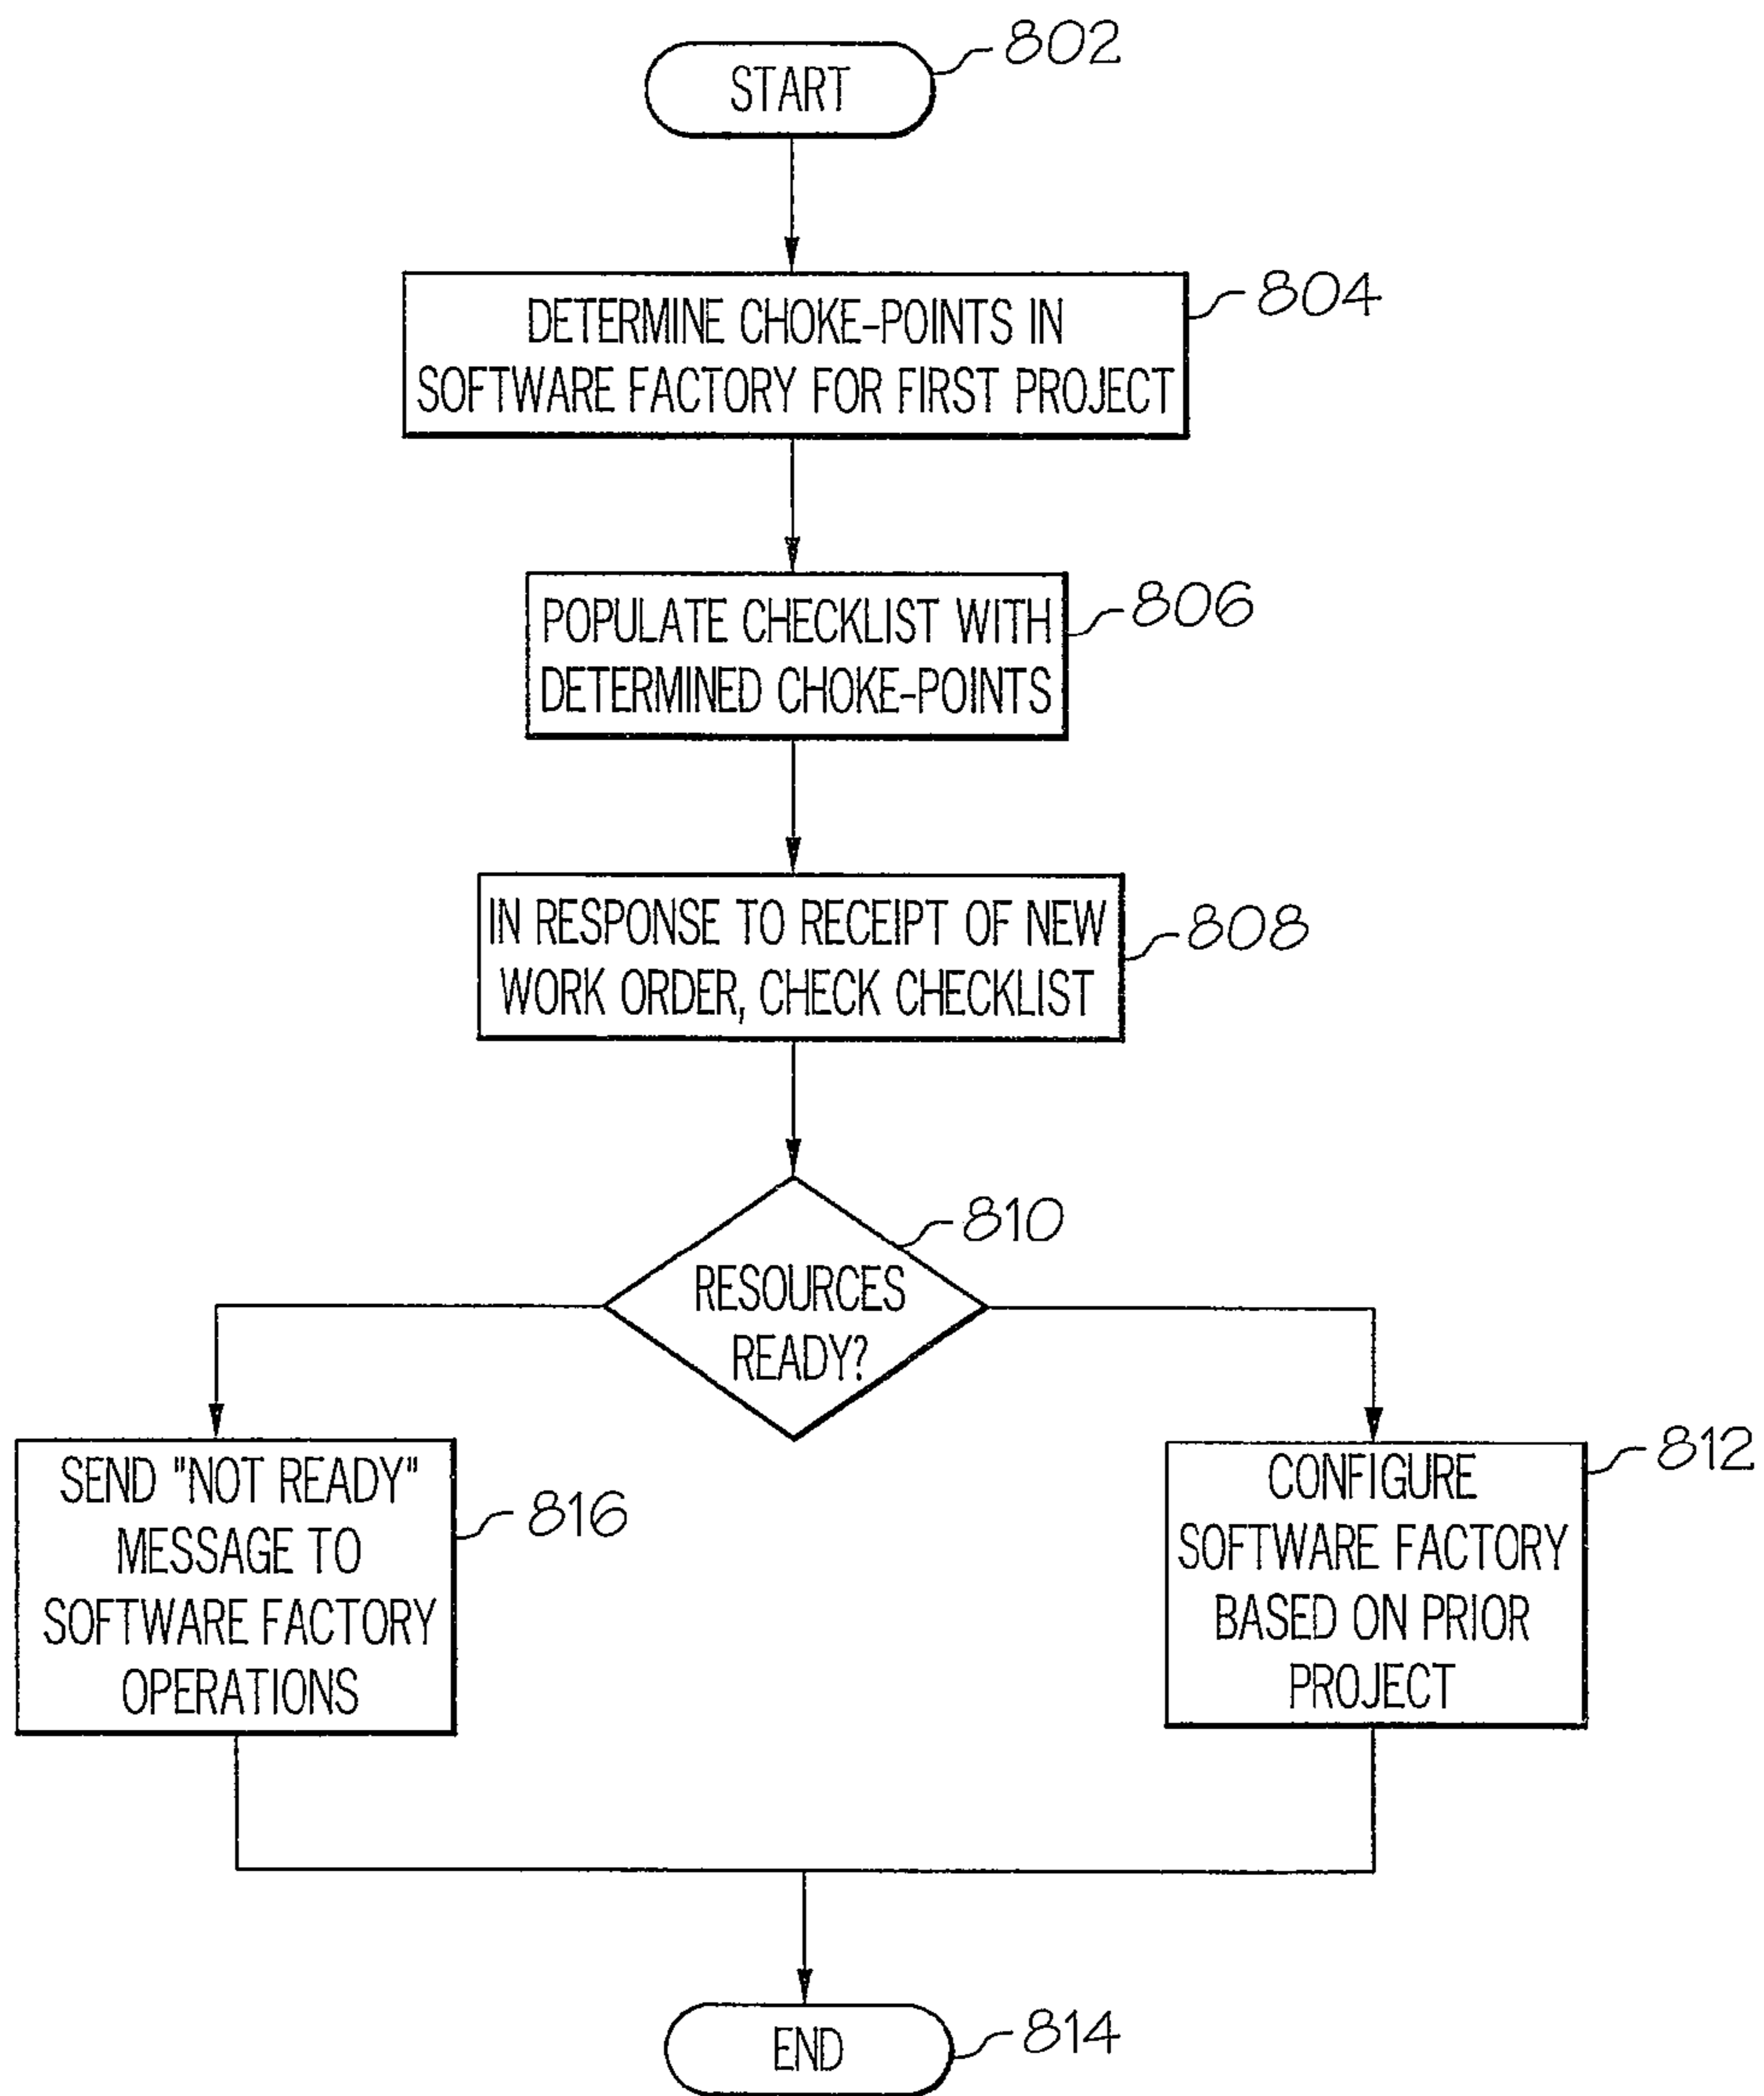 START
802
DETERMINE CHOKE-POINTS IN
SOFTWARE FACTORY FOR FIRST PROJECT
804
POPULATE CHECKLIST WITH
DETERMINED CHOKE-POINTS
806
IN RESPONSE TO RECEIPT OF NEW
WORK ORDER, CHECK CHECKLIST
808
RESOURCES
READY?
810
SEND "NOT READY"
MESSAGE TO
SOFTWARE FACTORY
OPERATIONS
816
CONFIGURE
SOFTWARE FACTORY
BASED ON PRIOR
PROJECT
812
END
814